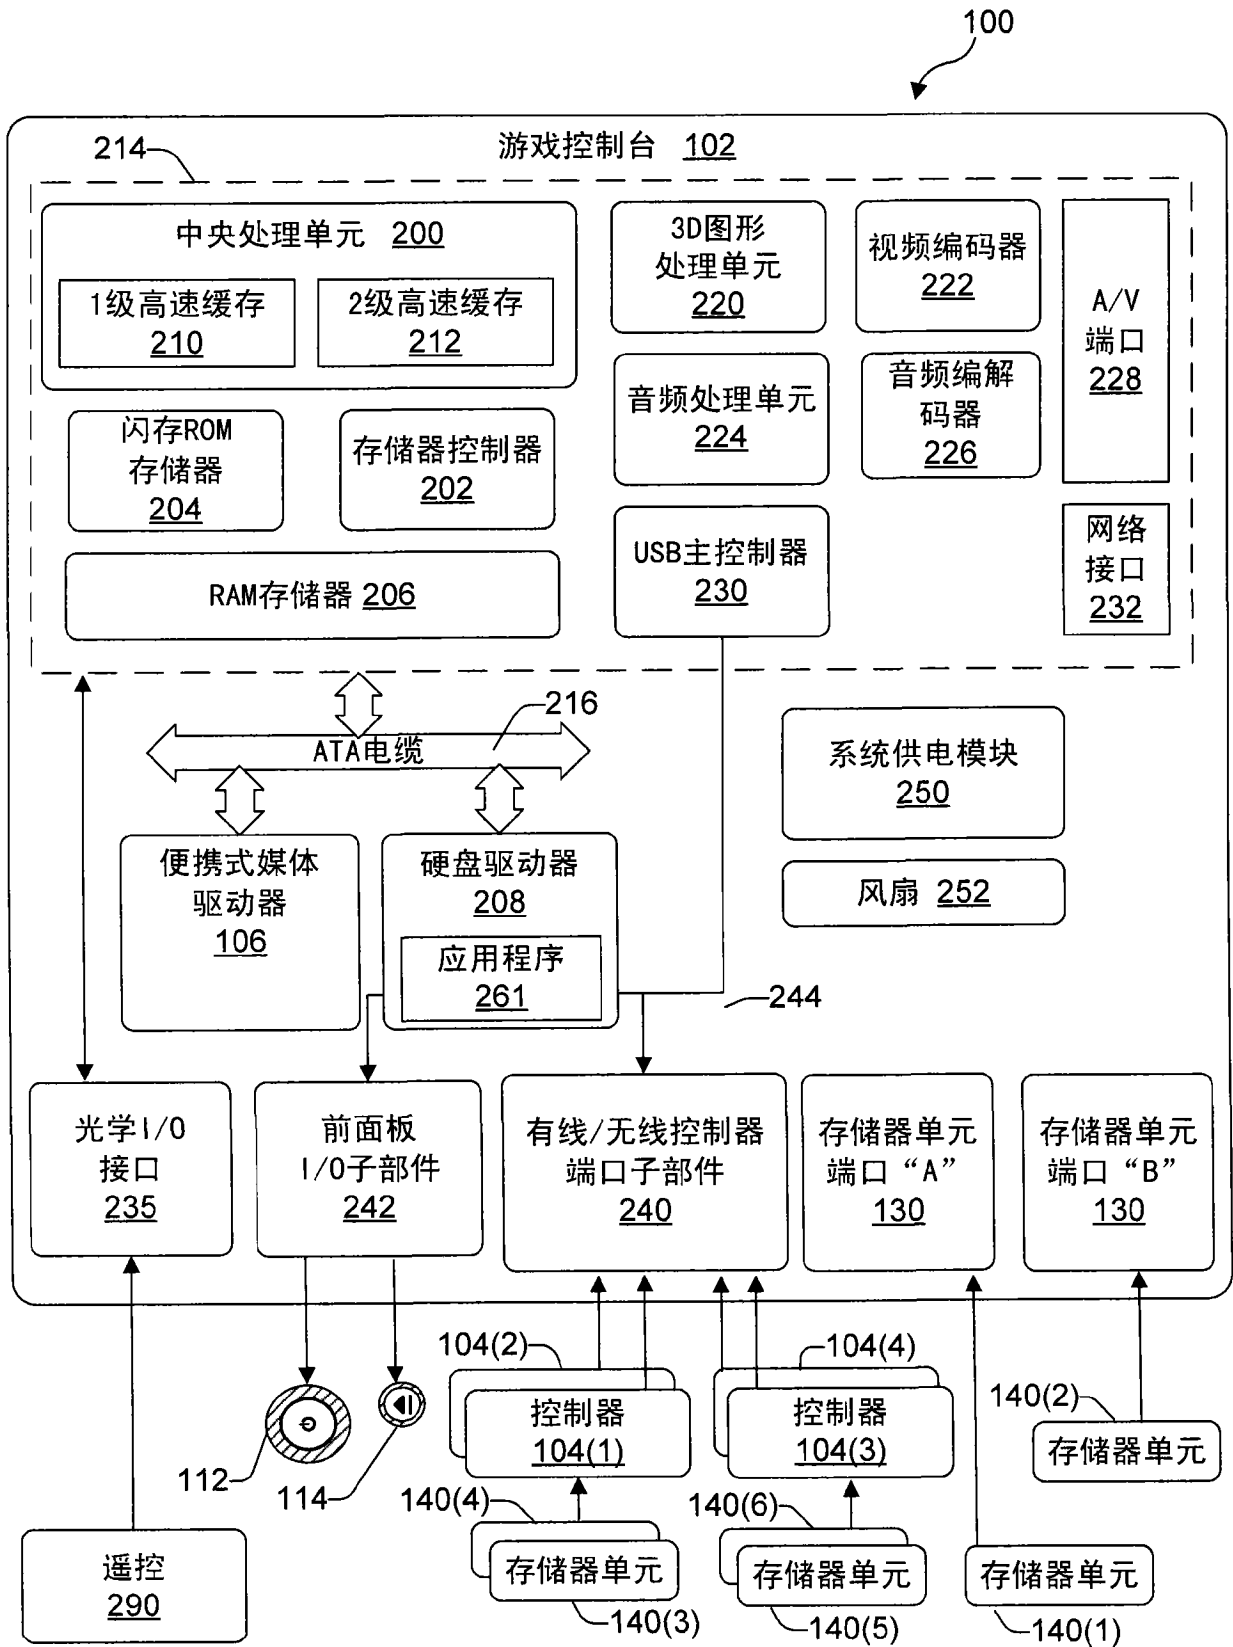 100
游戏控制台 102
214
中央处理单元 200
1级高速缓存
210
2级高速缓存
212
3D图形
处理单元
220
视频编码器
222
A/V
端口
228
闪存ROM
存储器
204
存储器控制器
202
音频处理单元
224
音频编解
码器
226
RAM存储器 206
USB主控制器
230
网络
接口
232
216
ATA电缆
系统供电模块
250
便携式媒体
驱动器
106
硬盘驱动器
208
应用程序
261
风扇 252
244
光学I/O
接口
235
前面板
I/O子部件
242
有线/无线控制器
端口子部件
240
存储器单元
端口“A”
130
存储器单元
端口“B”
130
104(2)
104(4)
控制器
104(1)
控制器
104(3)
140(2)
存储器单元
112
114
140(4)
140(6)
遥控
290
存储器单元
存储器单元
存储器单元
140(3)
140(5)
140(1)